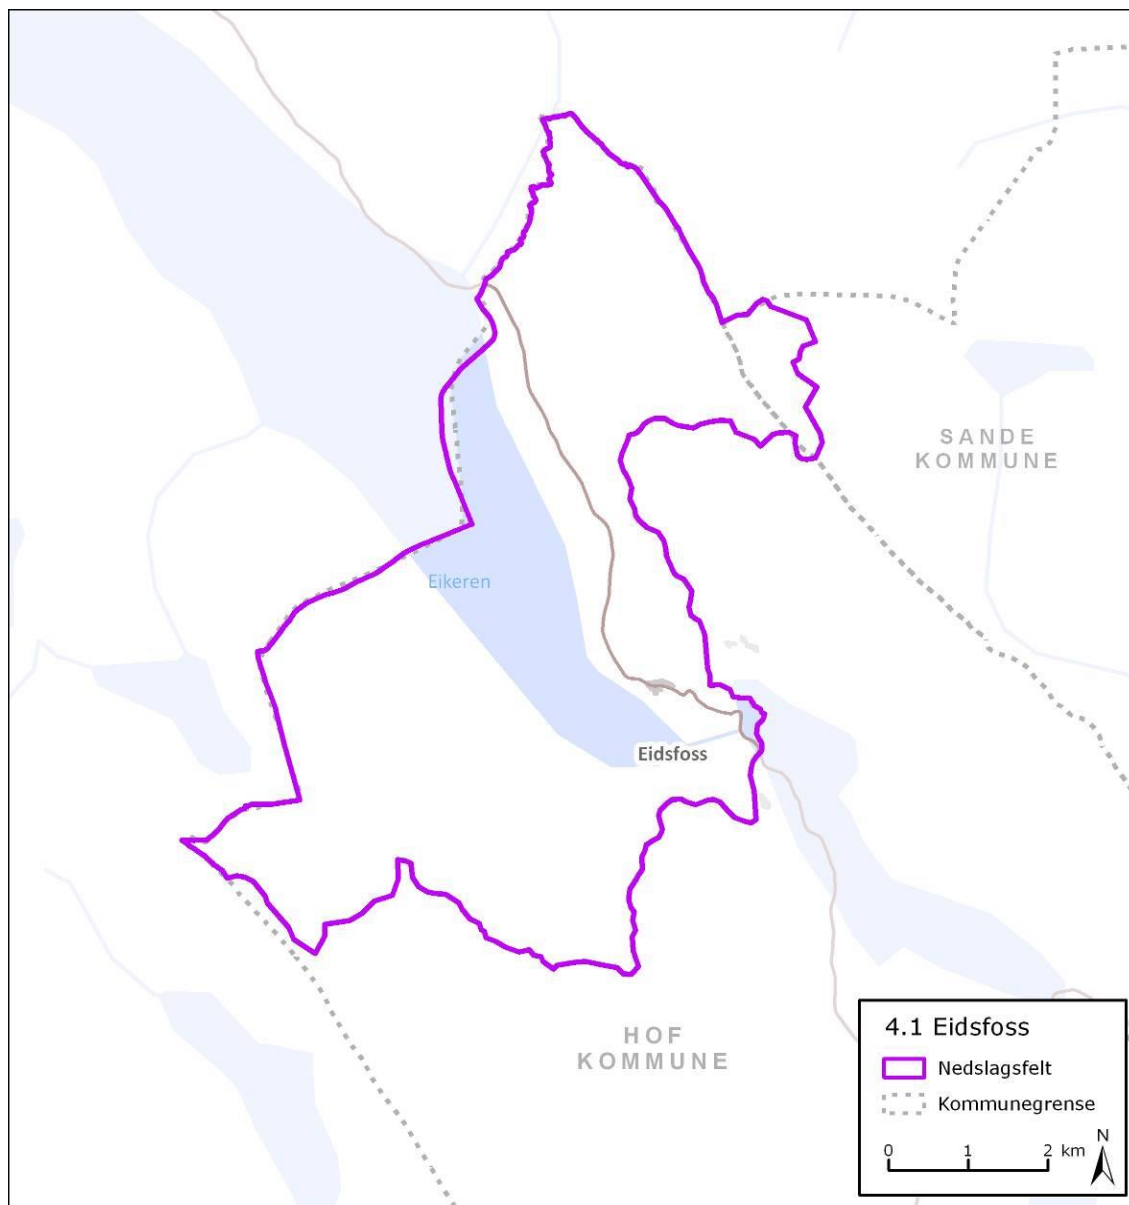 SANDE
KOMMUNE
Eikeren
Eidsfoss
HOF
KOMMUNE
4.1 Eidsfoss
Nedslagsfelt
Kommunegrense
0 1 2 km
N